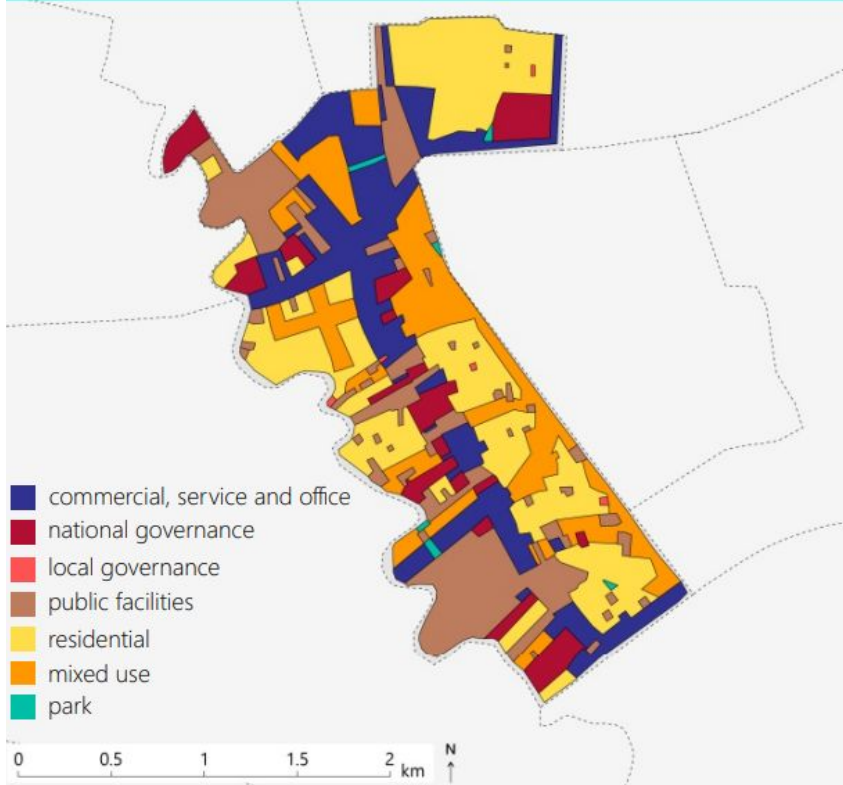 commercial, service and office
national governance
local governance
public facilities
residential
mixed use
park
0 0.5 1 1.5 2 km
N